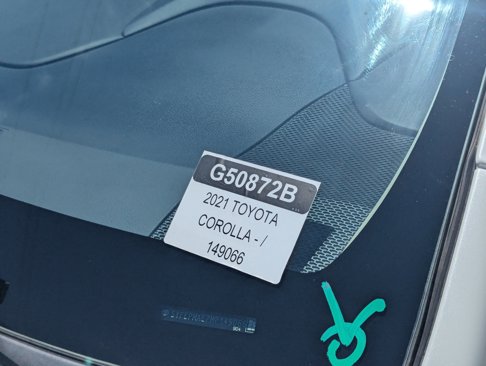 G50872B
2021 TOYOTA
COROLLA - /
149066